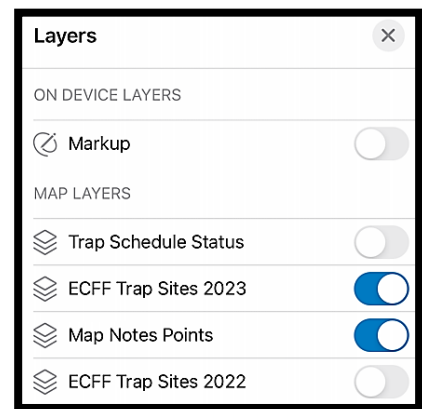 Layers
ON DEVICE LAYERS
Markup
MAP LAYERS
Trap Schedule Status
ECFF Trap Sites 2023
Map Notes Points
ECFF Trap Sites 2022